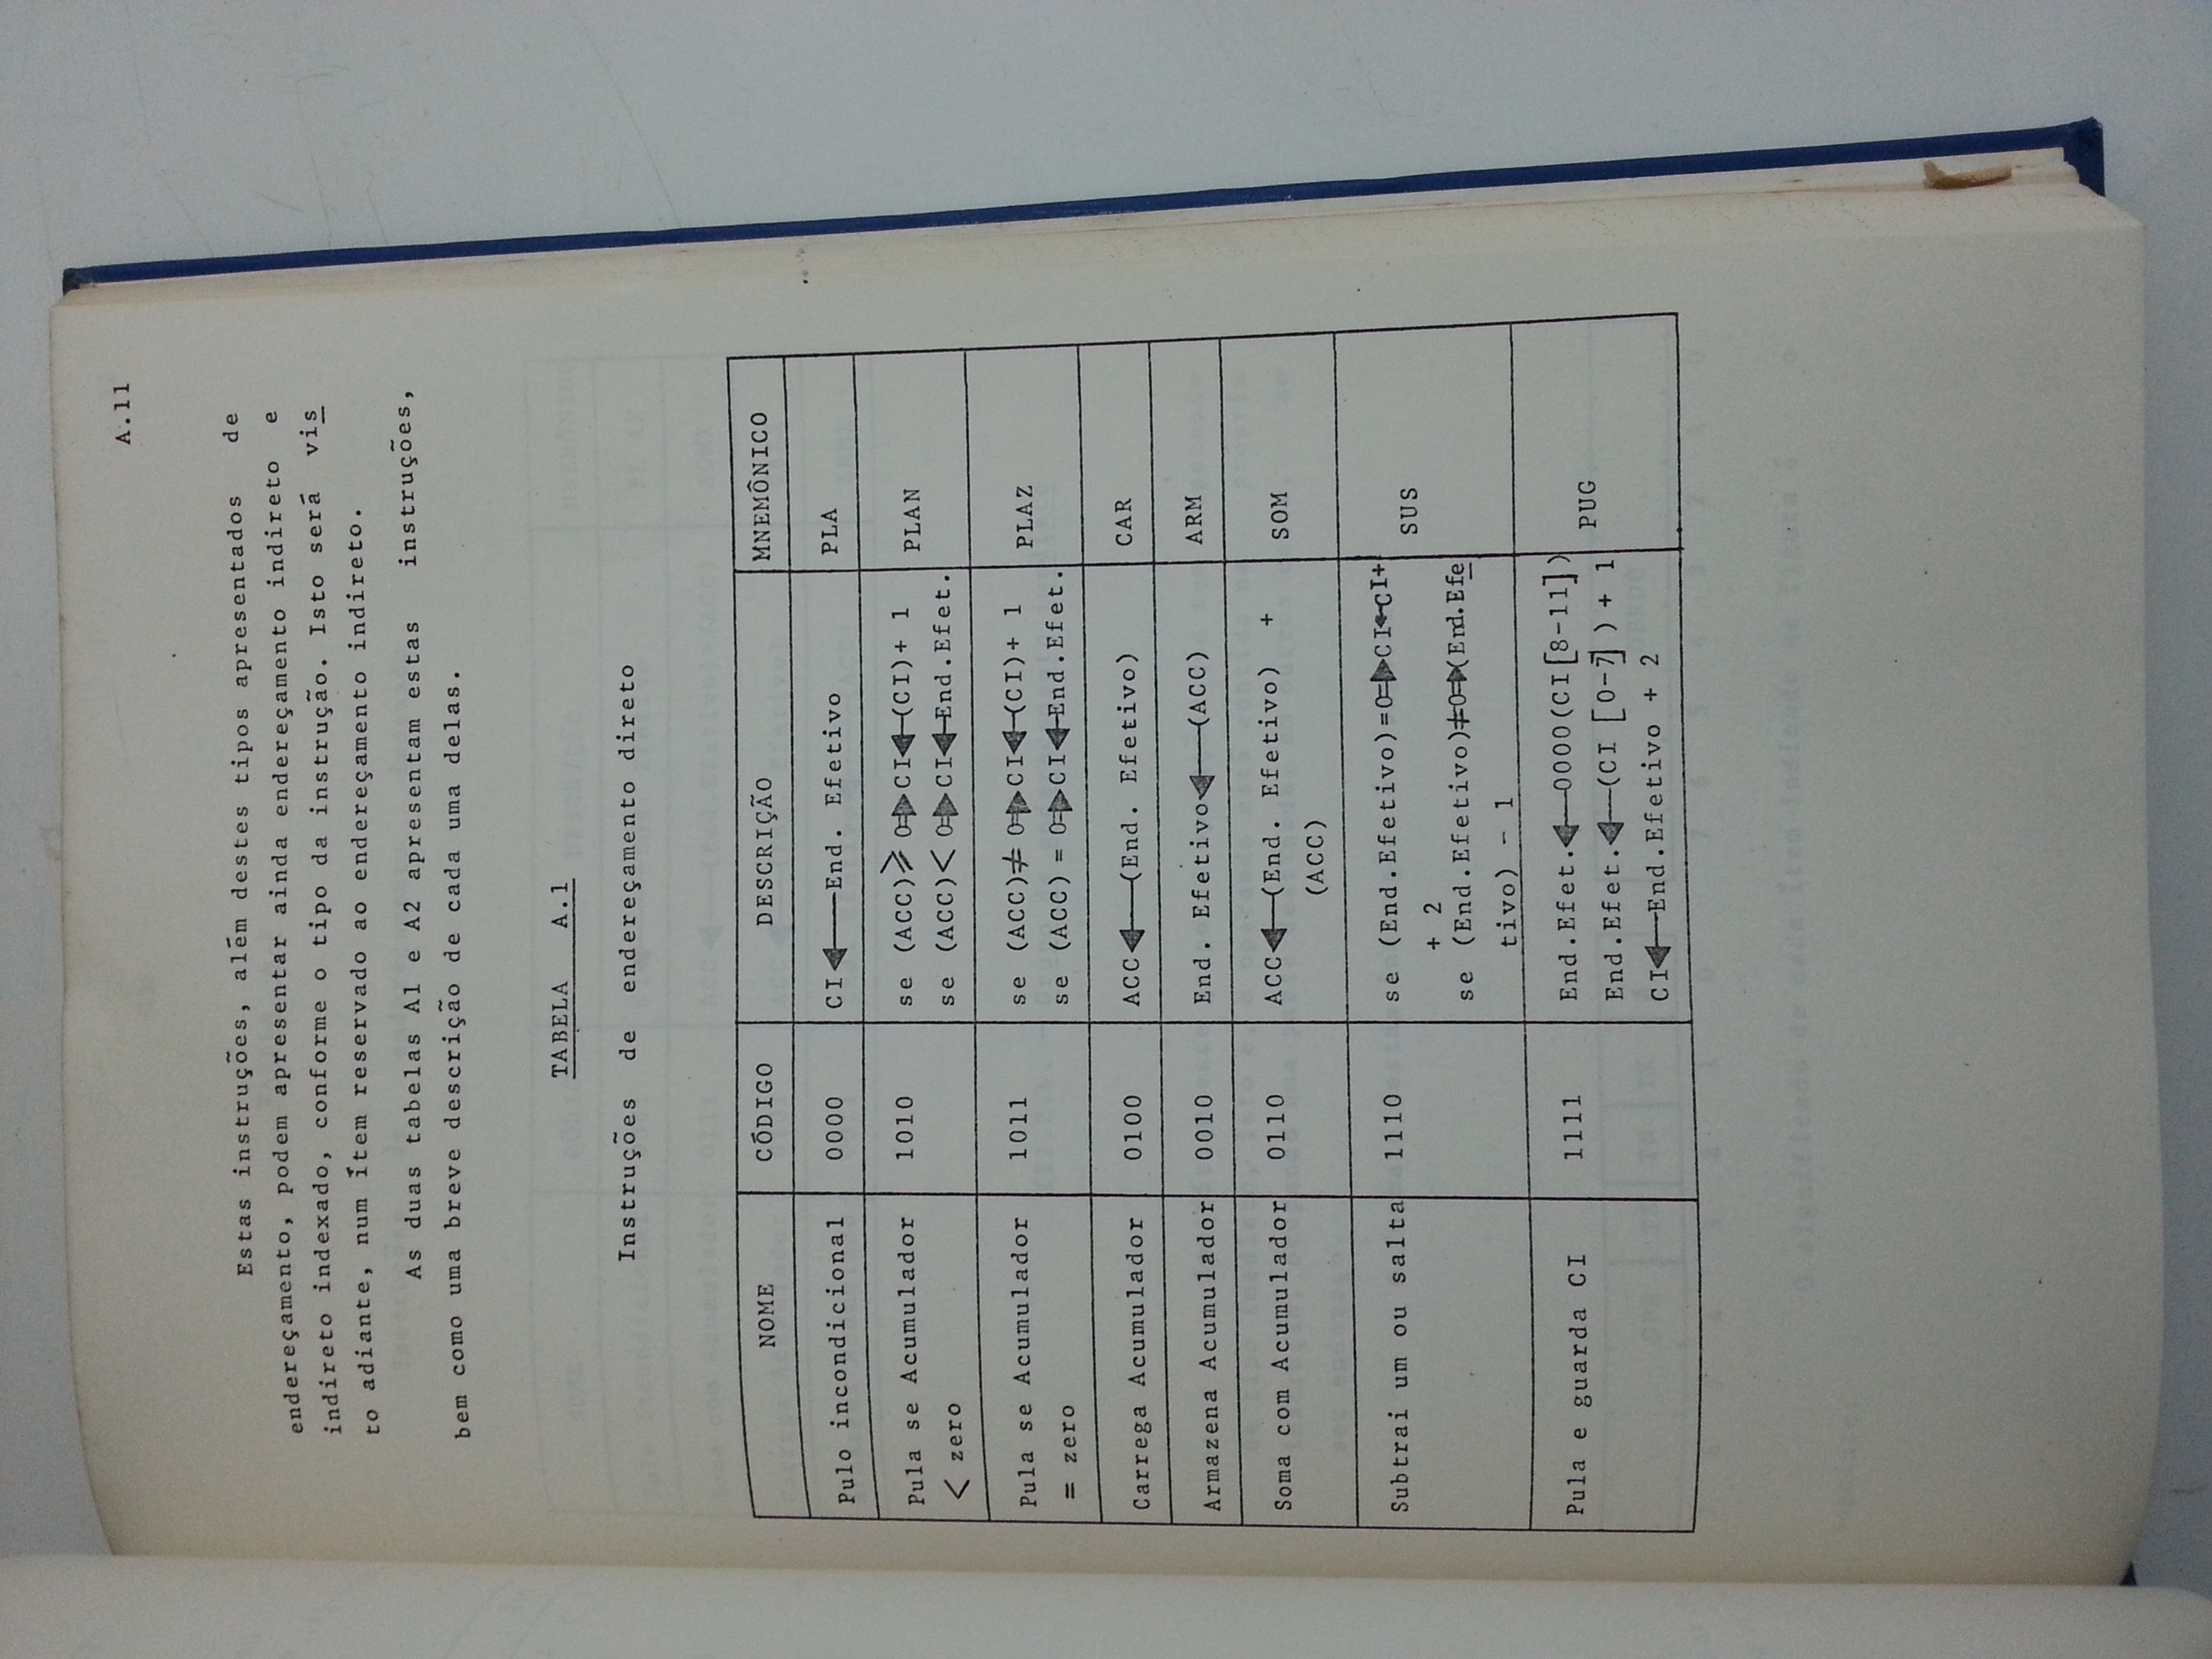 A.11
Estas instruções, além destes tipos apresentados de
endereçamento, podem apresentar ainda endereçamento indireto e
indireto indexado, conforme o tipo da instrução. Isto será vis
to adiante, num ítem reservado ao endereçamento indireto.
As duas tabelas A1 e A2 apresentam estas instruções,
bem como uma breve descrição de cada uma delas.
TABELA A.1
Instruções de endereçamento direto
NOME CÓDIGO DESCRIÇÃO MNEMÔNICO
Pulo incondicional 0000 CI ← End. Efetivo PLA
Pula se Acumulador 1010 se (ACC) ⩾ 0 ⇒ CI ← (CI)+ 1 PLAN
< zero se (ACC) < 0 ⇒ CI ← End.Efet.
Pula se Acumulador 1011 se (ACC) ≠ 0 ⇒ CI ← (CI)+ 1 PLAZ
= zero se (ACC) = 0 ⇒ CI ← End.Efet.
Carrega Acumulador 0100 ACC ← (End. Efetivo) CAR
Armazena Acumulador 0010 End. Efetivo ← (ACC) ARM
Soma com Acumulador 0110 ACC ← (End. Efetivo) + SOM
(ACC)
Subtrai um ou salta 1110 se (End.Efetivo)=0 ⇒ CI ← CI+ SUS
+ 2
se (End.Efetivo) ≠ 0 ⇒ (End.Efe
tivo) - 1
Pula e guarda CI 1111 End.Efet. ← 0000(CI [8-11]) PUG
End.Efet. ← (CI [0-7]) + 1
CI ← End.Efetivo + 2